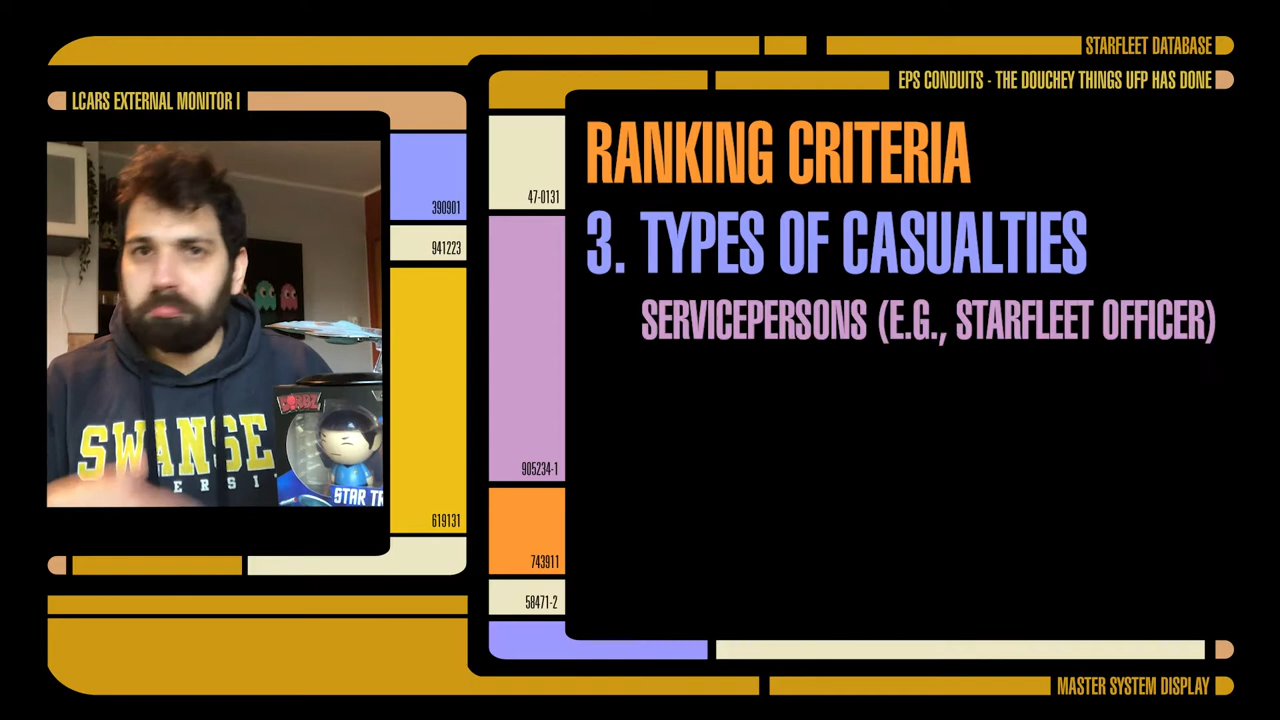 STARFLEET DATABASE
EPS CONDUITS - THE DOUCHEY THINGS UFP HAS DONE
LCARS EXTERNAL MONITOR I
390901
941223
619131
47-0131
905234-1
743911
58471-2
RANKING CRITERIA
3. TYPES OF CASUALTIES
SERVICEPERSONS (E.G., STARFLEET OFFICER)
SWANSE
ERSI
DORBZ
STAR TR
MASTER SYSTEM DISPLAY